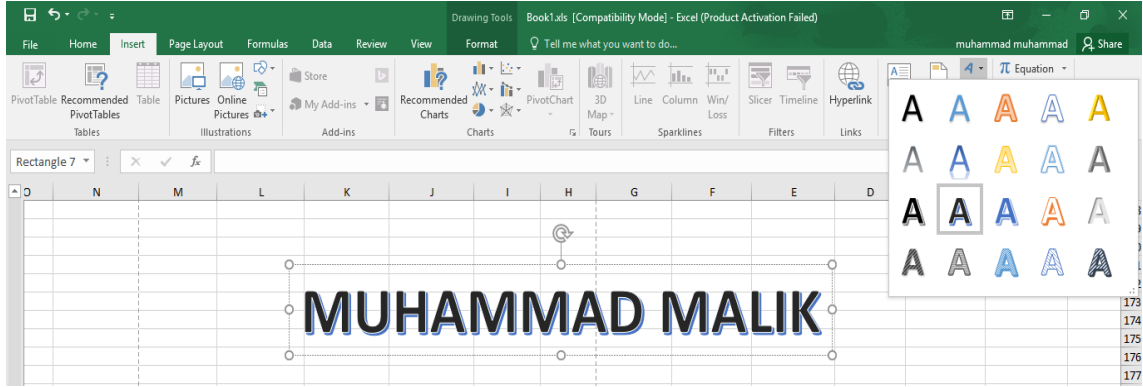 Drawing Tools Book1.xls [Compatibility Mode] - Excel (Product Activation Failed)
File Home Insert Page Layout Formulas Data Review View Format Tell me what you want to do... muhammad muhammad Share
PivotTable Recommended PivotTables Table Pictures Online Pictures Store My Add-ins Recommended Charts PivotChart 3D Map Line Column Win/ Loss Slicer Timeline Hyperlink A Equation
Tables Illustrations Add-ins Charts Tours Sparklines Filters Links
A A A A A
A A A A A
A A A A A
A A A A A
Rectangle 7 fx
O N M L K J I H G F E D
MUHAMMAD MALIK
173
174
175
176
177